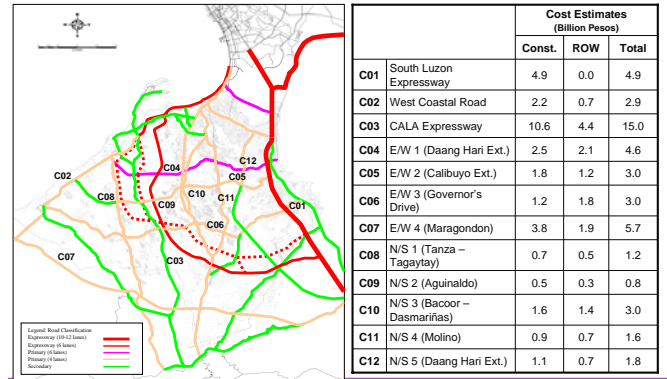 C02
C08
C07
C04
C09
C03
C10
C11
C06
C05
C12
C01
Legend: Road Classification
Expressway (10-12 lanes)
Expressway (6 lanes)
Primary (6 lanes)
Primary (4 lanes)
Secondary
Cost Estimates
(Billion Pesos)
Const. ROW Total
C01 South Luzon Expressway 4.9 0.0 4.9
C02 West Coastal Road 2.2 0.7 2.9
C03 CALA Expressway 10.6 4.4 15.0
C04 E/W 1 (Daang Hari Ext.) 2.5 2.1 4.6
C05 E/W 2 (Calibuyo Ext.) 1.8 1.2 3.0
C06 E/W 3 (Governor's Drive) 1.2 1.8 3.0
C07 E/W 4 (Maragondon) 3.8 1.9 5.7
C08 N/S 1 (Tanza – Tagaytay) 0.7 0.5 1.2
C09 N/S 2 (Aguinaldo) 0.5 0.3 0.8
C10 N/S 3 (Bacoor – Dasmariñas) 1.6 1.4 3.0
C11 N/S 4 (Molino) 0.9 0.7 1.6
C12 N/S 5 (Daang Hari Ext.) 1.1 0.7 1.8